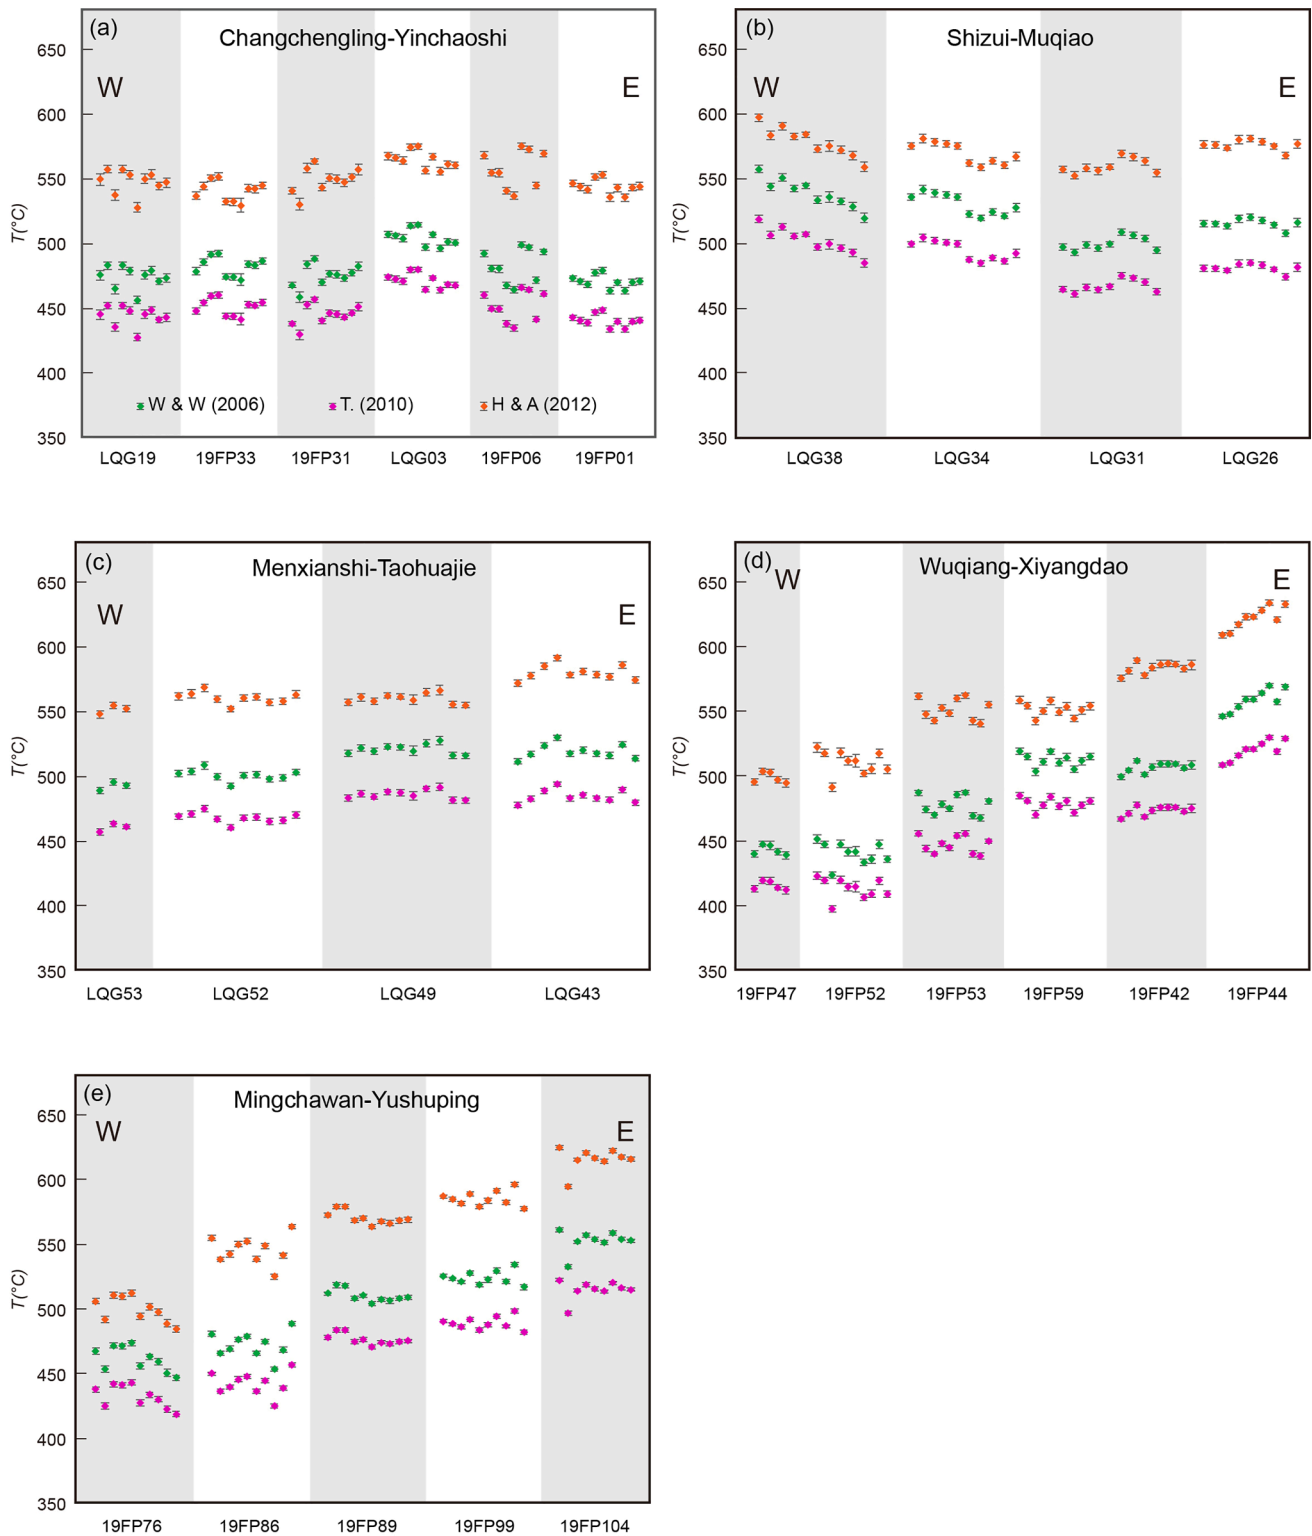 (a)
Changchengling-Yinchaoshi
W
E
650
600
550
500
450
400
350
T(°C)
W & W (2006)
T. (2010)
H & A (2012)
LQG19
19FP33
19FP31
LQG03
19FP06
19FP01
(b)
Shizui-Muqiao
W
E
650
600
550
500
450
400
350
T(°C)
LQG38
LQG34
LQG31
LQG26
(c)
Menxianshi-Taohuajie
W
E
650
600
550
500
450
400
350
T(°C)
LQG53
LQG52
LQG49
LQG43
(d)
Wuqiang-Xiyangdao
W
E
650
600
550
500
450
400
350
T(°C)
19FP47
19FP52
19FP53
19FP59
19FP42
19FP44
(e)
Mingchawan-Yushuping
W
E
650
600
550
500
450
400
350
T(°C)
19FP76
19FP86
19FP89
19FP99
19FP104